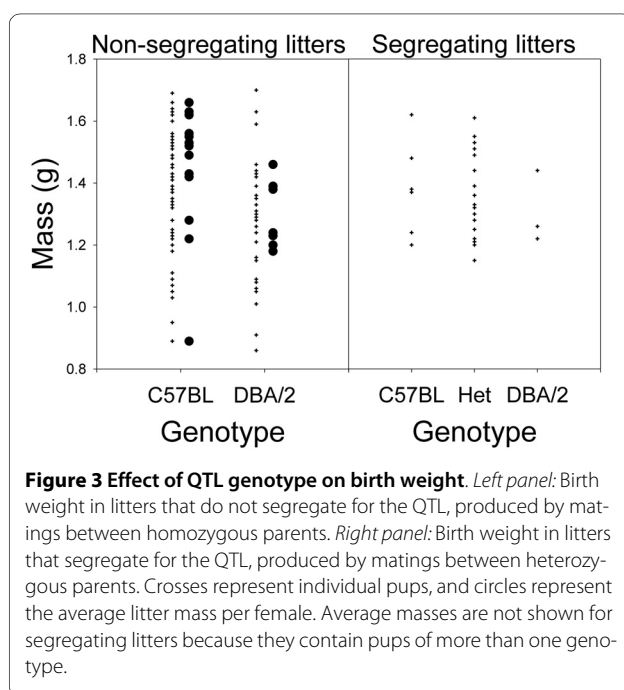 Non-segregating litters Segregating litters
1.8
1.6
1.4
1.2
1.0
0.8
Mass (g)
C57BL DBA/2 C57BL Het DBA/2
Genotype Genotype
Figure 3 Effect of QTL genotype on birth weight. Left panel: Birth
weight in litters that do not segregate for the QTL, produced by mat-
ings between homozygous parents. Right panel: Birth weight in litters
that segregate for the QTL, produced by matings between heterozy-
gous parents. Crosses represent individual pups, and circles represent
the average litter mass per female. Average masses are not shown for
segregating litters because they contain pups of more than one geno-
type.